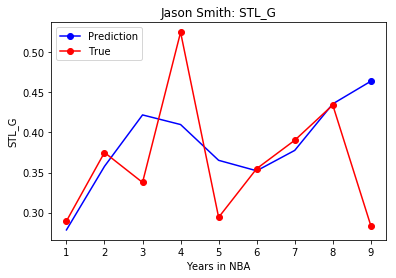 Jason Smith: STL_G
Prediction
True
STL_G
0.50
0.45
0.40
0.35
0.30
1 2 3 4 5 6 7 8 9
Years in NBA